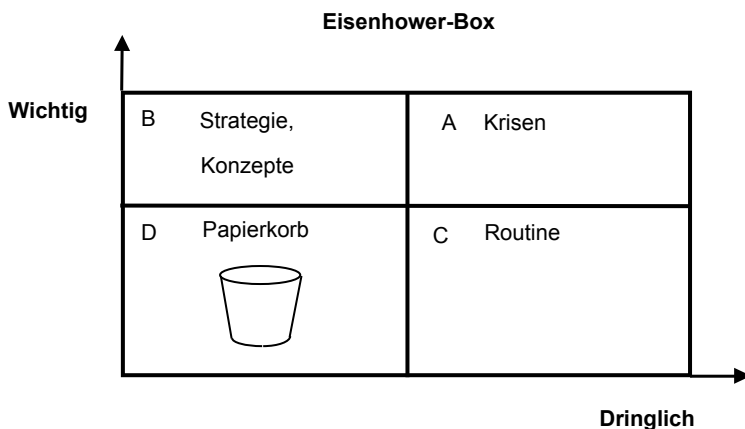 Eisenhower-Box
Wichtig
B Strategie,
Konzepte
A Krisen
D Papierkorb
C Routine
Dringlich